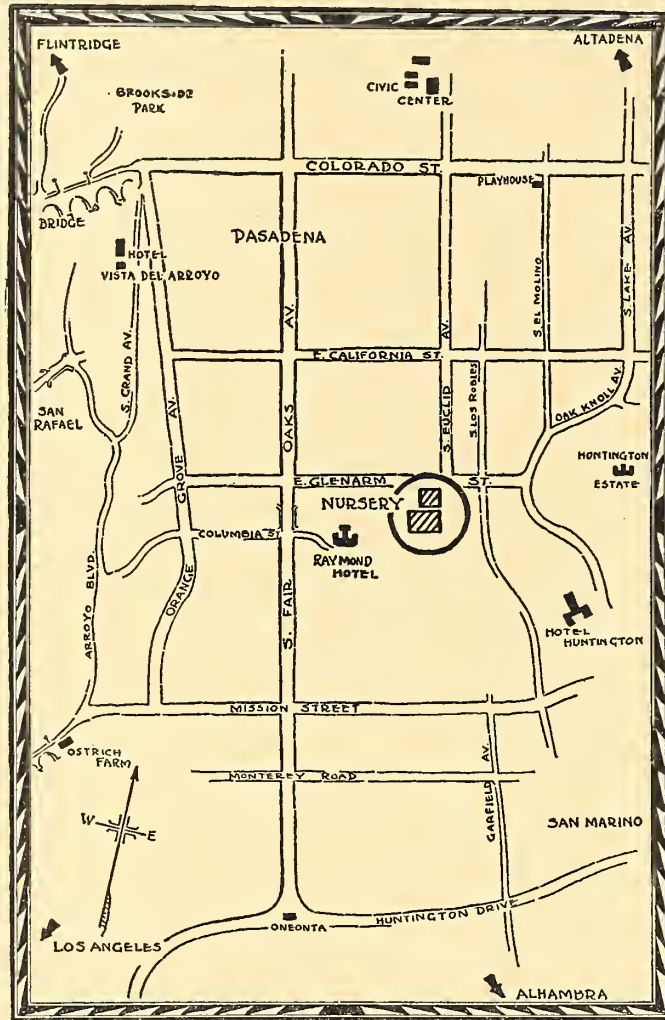 FLINTRIDGE
ALTADENA
BROOKSIDE
PARK
CIVIC
CENTER
COLORADO ST.
PLAYHOUSE
BRIDGE
PASADENA
HOTEL
VISTA DEL ARROYO
S. GRAND AV.
S. EL MOLINO
S. LAKE AV.
E. CALIFORNIA ST.
SAN
RAFAEL
S. EUCLID AV.
S. LOS ROBLES
OAK KNOLL AV.
HUNTINGTON
ESTATE
E. GLENARM ST.
NURSERY
COLUMBIA ST.
RAYMOND
HOTEL
ORANGE GROVE AV.
S. FAIR OAKS AV.
ARROYO BLVD.
HOTEL
HUNTINGTON
MISSION STREET
OSTRICH
FARM
MONTEREY ROAD
GARFIELD AV.
W E
SAN MARINO
HUNTINGTON DRIVE
ONEONTA
LOS ANGELES
ALHAMBRA